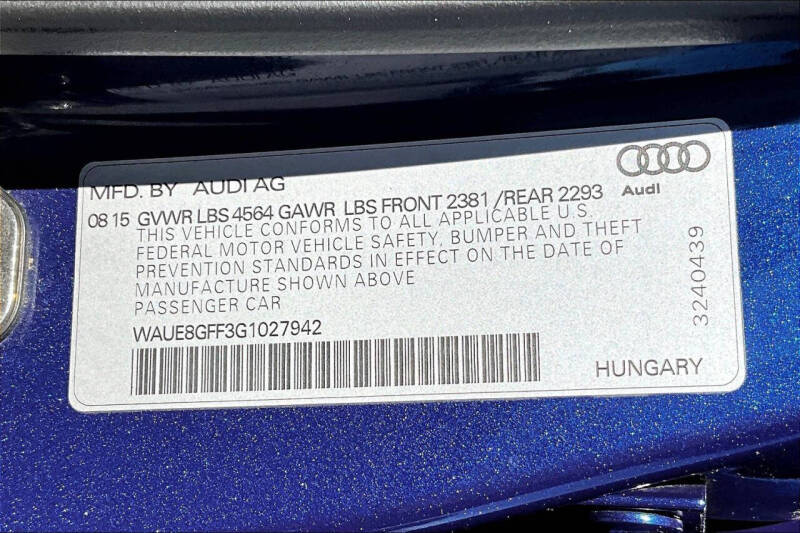 MFD. BY AUDI AG
Audi
08 15 GVWR LBS 4564 GAWR LBS FRONT 2381 /REAR 2293
THIS VEHICLE CONFORMS TO ALL APPLICABLE U.S.
FEDERAL MOTOR VEHICLE SAFETY, BUMPER AND THEFT
PREVENTION STANDARDS IN EFFECT ON THE DATE OF
MANUFACTURE SHOWN ABOVE
PASSENGER CAR
WAUE8GFF3G1027942
HUNGARY
3240439